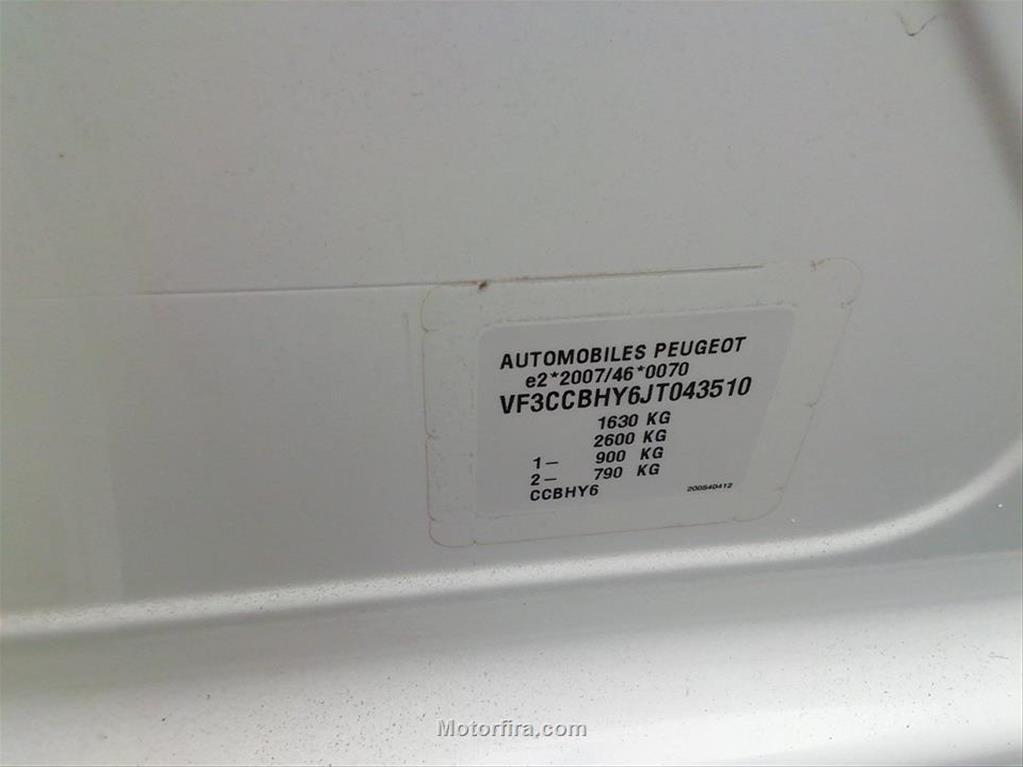 AUTOMOBILES PEUGEOT
e2*2007/46*0070
VF3CCBHY6JT043510
1630 KG
2600 KG
1— 900 KG
2— 790 KG
CCBHY6 200540412
Motorfira.com